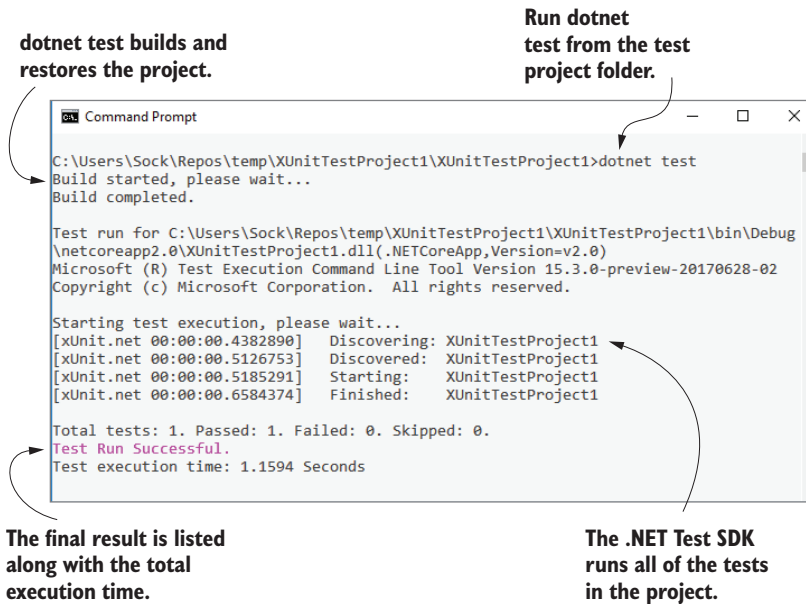 dotnet test builds and
restores the project.
Run dotnet
test from the test
project folder.
Command Prompt
C:\Users\Sock\Repos\temp\XUnitTestProject1\XUnitTestProject1>dotnet test
Build started, please wait...
Build completed.
Test run for C:\Users\Sock\Repos\temp\XUnitTestProject1\XUnitTestProject1\bin\Debug
\netcoreapp2.0\XUnitTestProject1.dll(.NETCoreApp,Version=v2.0)
Microsoft (R) Test Execution Command Line Tool Version 15.3.0-preview-20170628-02
Copyright (c) Microsoft Corporation.  All rights reserved.
Starting test execution, please wait...
[xUnit.net 00:00:00.4382890]   Discovering: XUnitTestProject1
[xUnit.net 00:00:00.5126753]   Discovered:  XUnitTestProject1
[xUnit.net 00:00:00.5185291]   Starting:    XUnitTestProject1
[xUnit.net 00:00:00.6584374]   Finished:    XUnitTestProject1
Total tests: 1. Passed: 1. Failed: 0. Skipped: 0.
Test Run Successful.
Test execution time: 1.1594 Seconds
The final result is listed
along with the total
execution time.
The .NET Test SDK
runs all of the tests
in the project.